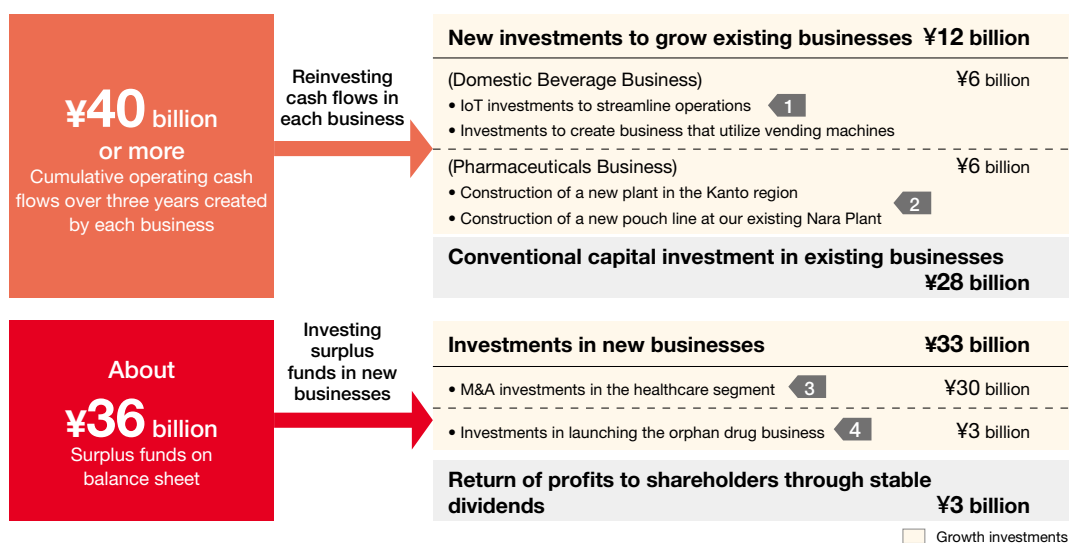 ¥40 billion
or more
Cumulative operating cash
flows over three years created
by each business
Reinvesting
cash flows in
each business
New investments to grow existing businesses ¥12 billion
(Domestic Beverage Business) ¥6 billion
• IoT investments to streamline operations 1
• Investments to create business that utilize vending machines
(Pharmaceuticals Business) ¥6 billion
• Construction of a new plant in the Kanto region
2
• Construction of a new pouch line at our existing Nara Plant
Conventional capital investment in existing businesses
¥28 billion
About
¥36 billion
Surplus funds on
balance sheet
Investing
surplus
funds in new
businesses
Investments in new businesses ¥33 billion
• M&A investments in the healthcare segment 3 ¥30 billion
• Investments in launching the orphan drug business 4 ¥3 billion
Return of profits to shareholders through stable
dividends ¥3 billion
Growth investments